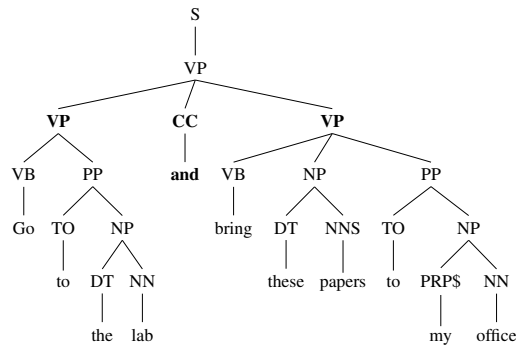 S
VP
VP CC VP
VB PP and VB NP PP
Go TO NP bring DT NNS TO NP
to DT NN these papers to PRP$ NN
the lab my office